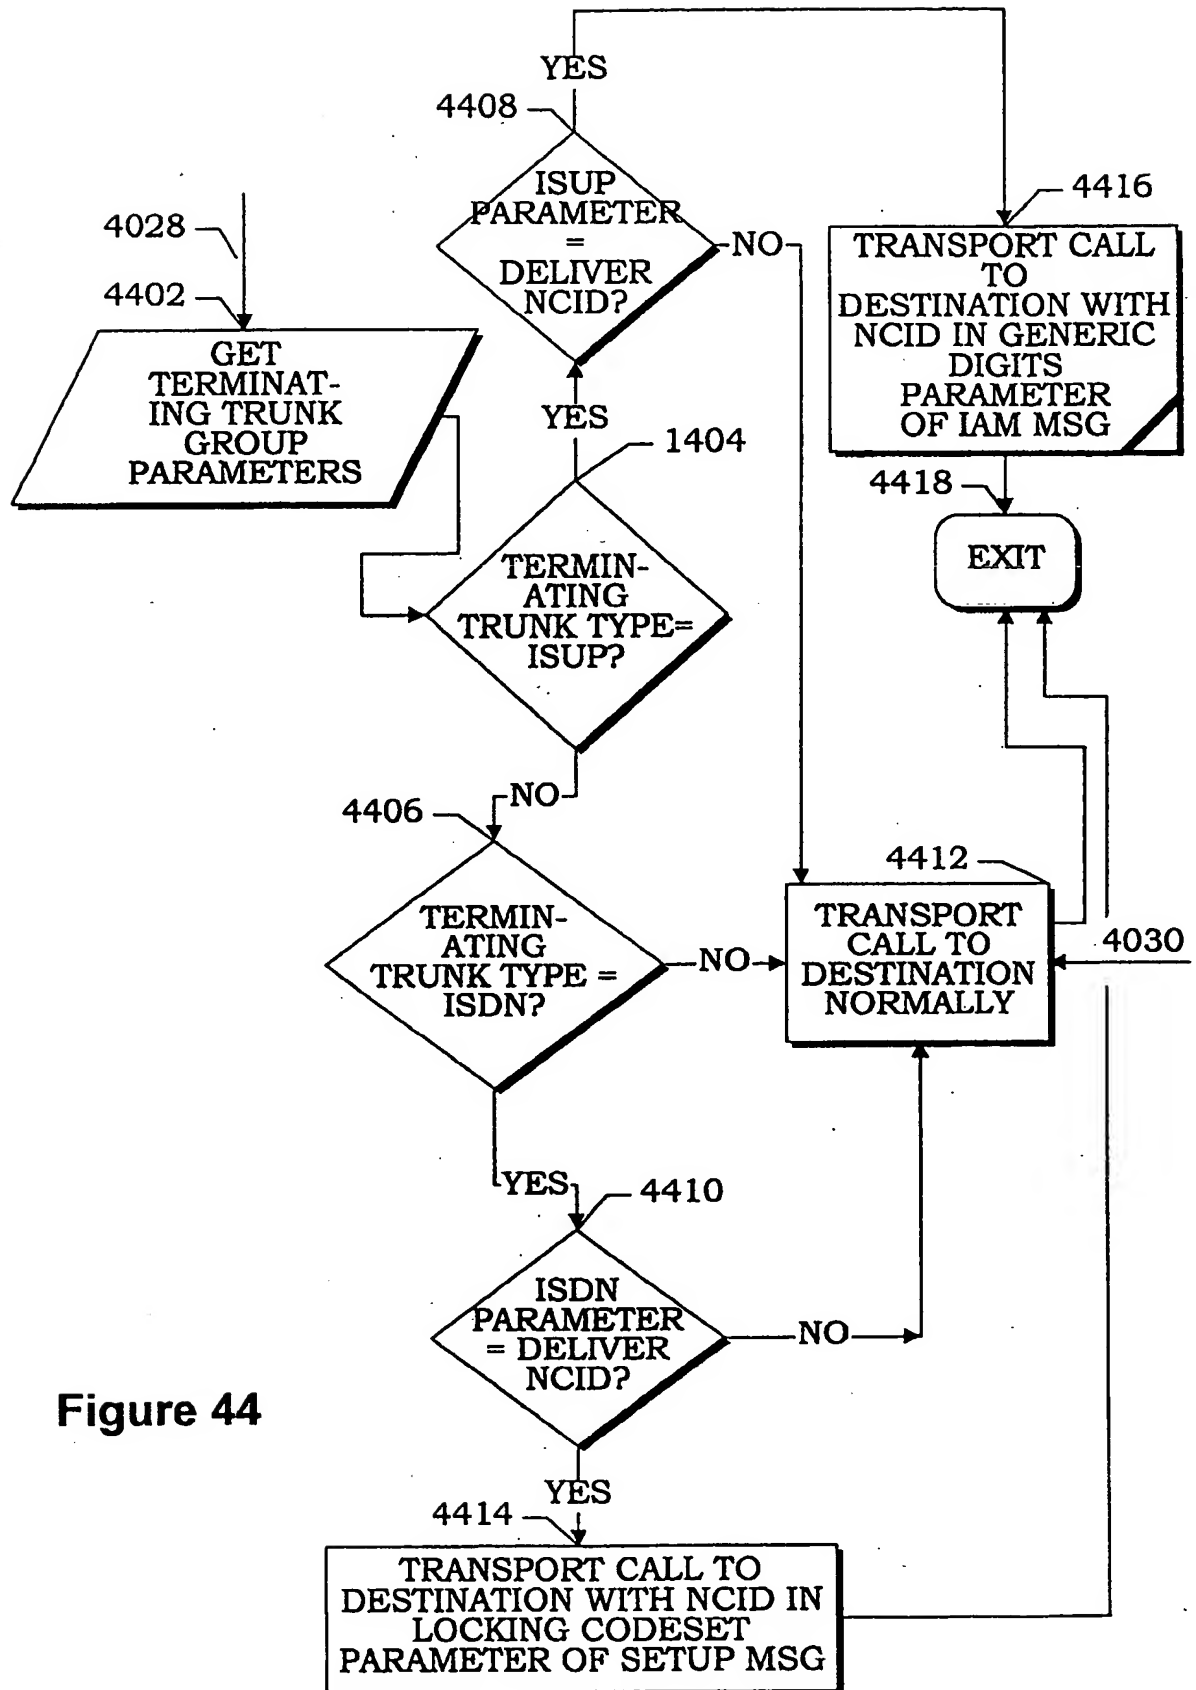 YES
4408
ISUP
PARAMETER
=
DELIVER
NCID?
NO
4416
TRANSPORT CALL
TO
DESTINATION WITH
NCID IN GENERIC
DIGITS
PARAMETER
OF IAM MSG
4028
4402
GET
TERMINAT-
ING TRUNK
GROUP
PARAMETERS
YES
1404
4418
EXIT
TERMIN-
ATING
TRUNK TYPE=
ISUP?
NO
4406
TERMIN-
ATING
TRUNK TYPE =
ISDN?
NO
4412
TRANSPORT
CALL TO
DESTINATION
NORMALLY
4030
YES
4410
ISDN
PARAMETER
= DELIVER
NCID?
NO
Figure 44
YES
4414
TRANSPORT CALL TO
DESTINATION WITH NCID IN
LOCKING CODESET
PARAMETER OF SETUP MSG